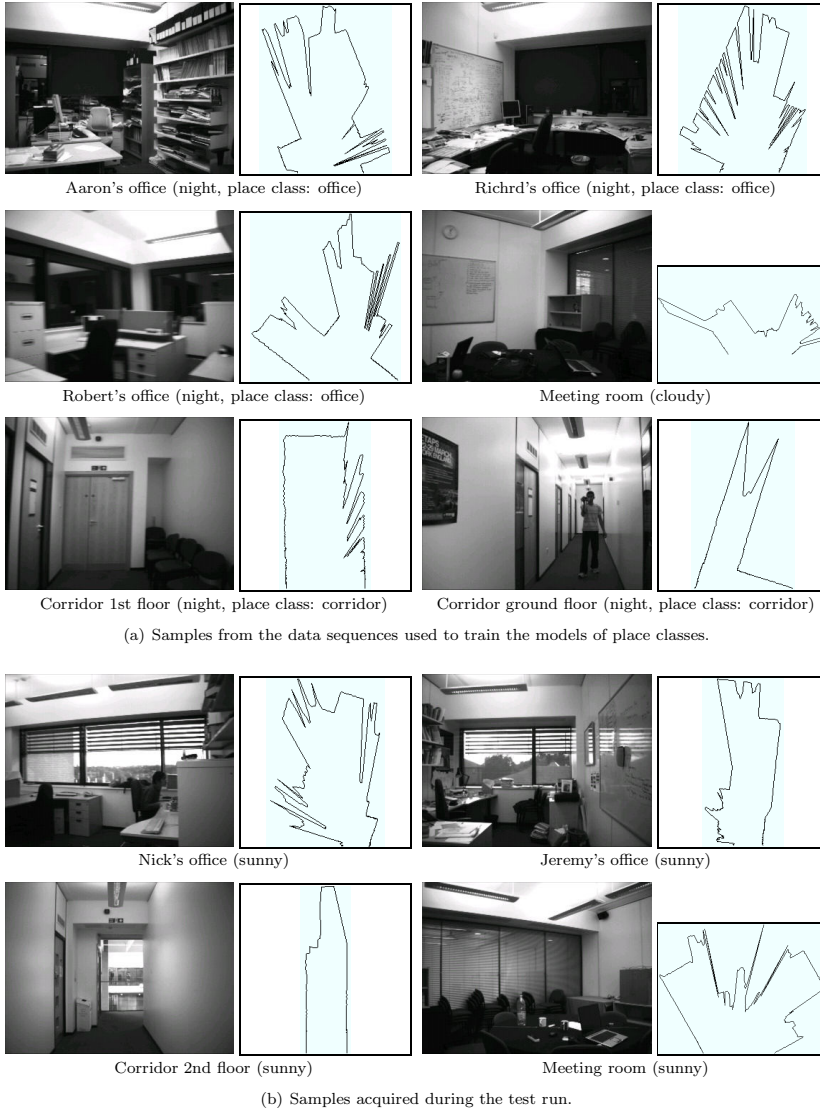 Aaron's office (night, place class: office)
Richrd's office (night, place class: office)
Robert's office (night, place class: office)
Meeting room (cloudy)
Corridor 1st floor (night, place class: corridor)
Corridor ground floor (night, place class: corridor)
(a) Samples from the data sequences used to train the models of place classes.
Nick's office (sunny)
Jeremy's office (sunny)
Corridor 2nd floor (sunny)
Meeting room (sunny)
(b) Samples acquired during the test run.